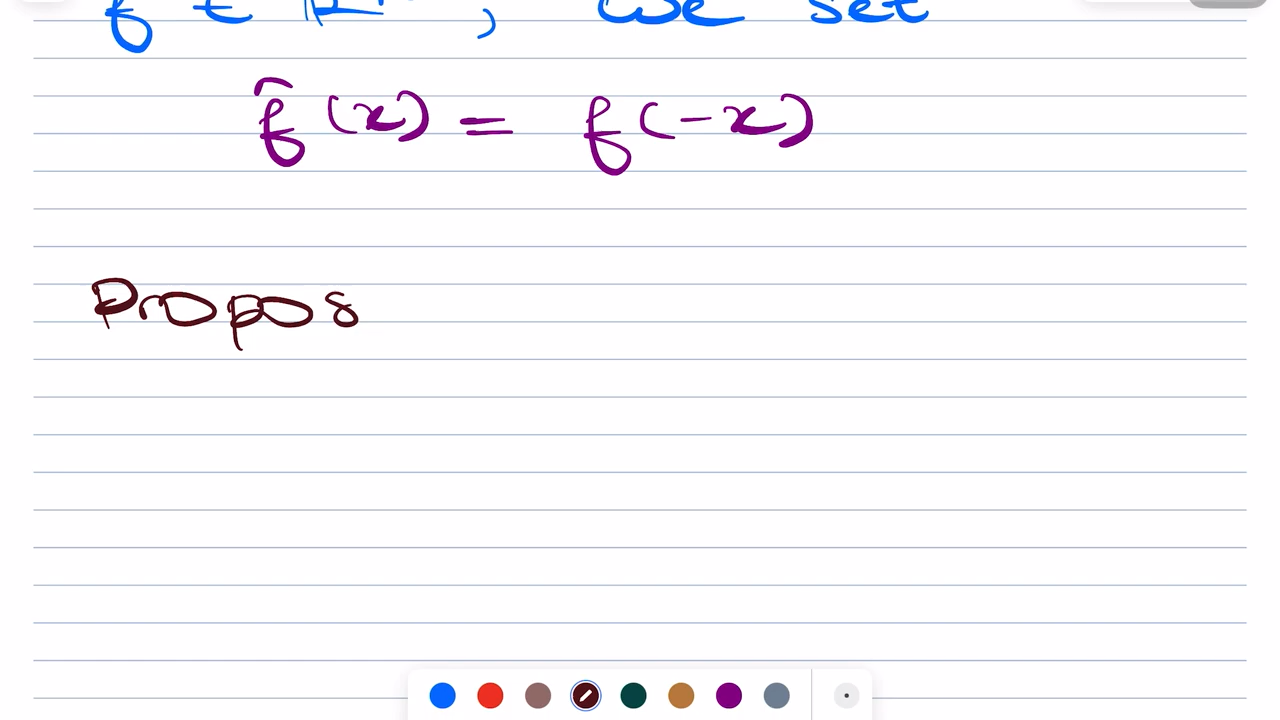 we set
f̄(x) = f(-x)
Propos